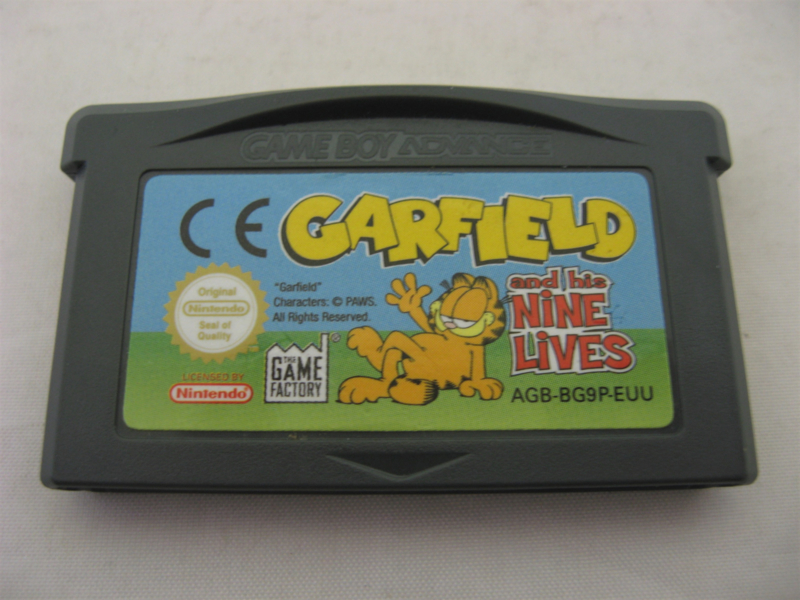 GAME BOY ADVANCE
CE GARFIELD
and his
NINE
LIVES
Original
Nintendo
Seal of
Quality
"Garfield"
Characters: © PAWS.
All Rights Reserved.
LICENSED BY
Nintendo®
THE
GAME
FACTORY®
AGB-BG9P-EUU